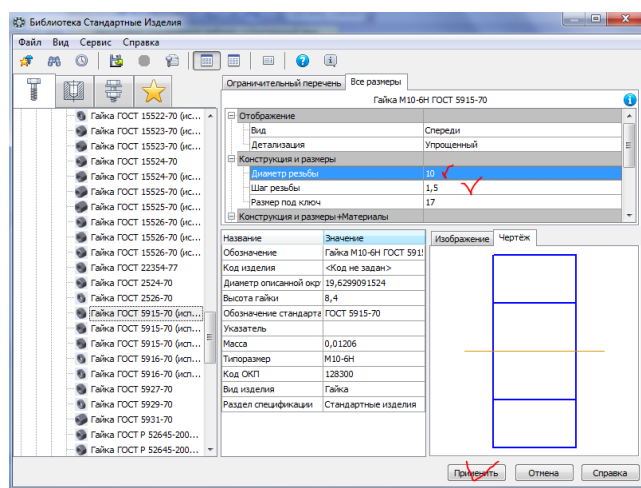 Библиотека Стандартные Изделия
Файл Вид Сервис Справка
Ограничительный перечень Все размеры
Гайка M10-6H ГОСТ 5915-70
Отображение
Вид Спереди
Детализация Упрощенный
Конструкция и размеры
Диаметр резьбы 10
Шаг резьбы 1,5
Размер под ключ 17
Конструкция и размеры+Материалы
Гайка ГОСТ 15522-70 (ис...
Гайка ГОСТ 15523-70 (ис...
Гайка ГОСТ 15523-70 (ис...
Гайка ГОСТ 15524-70
Гайка ГОСТ 15524-70 (ис...
Гайка ГОСТ 15525-70 (ис...
Гайка ГОСТ 15525-70 (ис...
Гайка ГОСТ 15526-70 (ис...
Гайка ГОСТ 15526-70 (ис...
Гайка ГОСТ 15526-70 (ис...
Гайка ГОСТ 22354-77
Гайка ГОСТ 2524-70
Гайка ГОСТ 2526-70
Гайка ГОСТ 5915-70 (исп...
Гайка ГОСТ 5915-70 (исп...
Гайка ГОСТ 5915-70 (исп...
Гайка ГОСТ 5916-70 (исп...
Гайка ГОСТ 5916-70 (исп...
Гайка ГОСТ 5927-70
Гайка ГОСТ 5929-70
Гайка ГОСТ 5931-70
Гайка ГОСТ Р 52645-200...
Гайка ГОСТ Р 52645-200...
Название Значение
Обозначение Гайка M10-6H ГОСТ 591
Код изделия <Код не задан>
Диаметр описанной окр 19,6299091524
Высота гайки 8,4
Обозначение стандарта ГОСТ 5915-70
Указатель
Масса 0,01206
Типоразмер M10-6H
Код ОКП 128300
Вид изделия Гайка
Раздел спецификации Стандартные изделия
Изображение Чертёж
Применить Отмена Справка